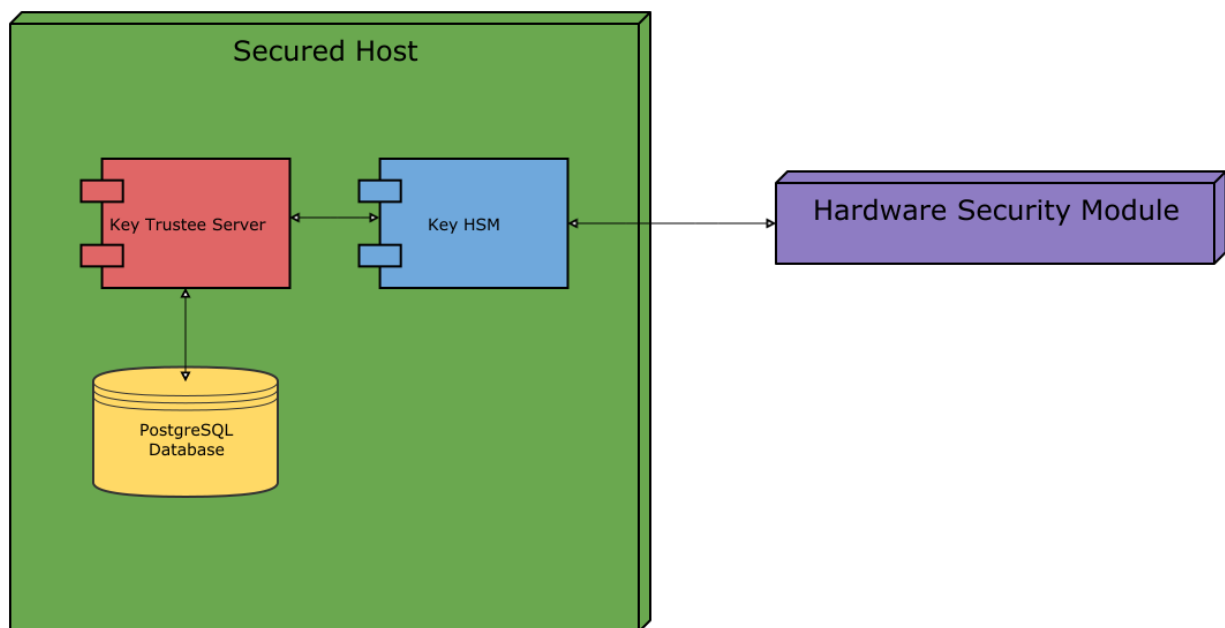 Secured Host
Key Trustee Server
Key HSM
Hardware Security Module
PostgreSQL
Database